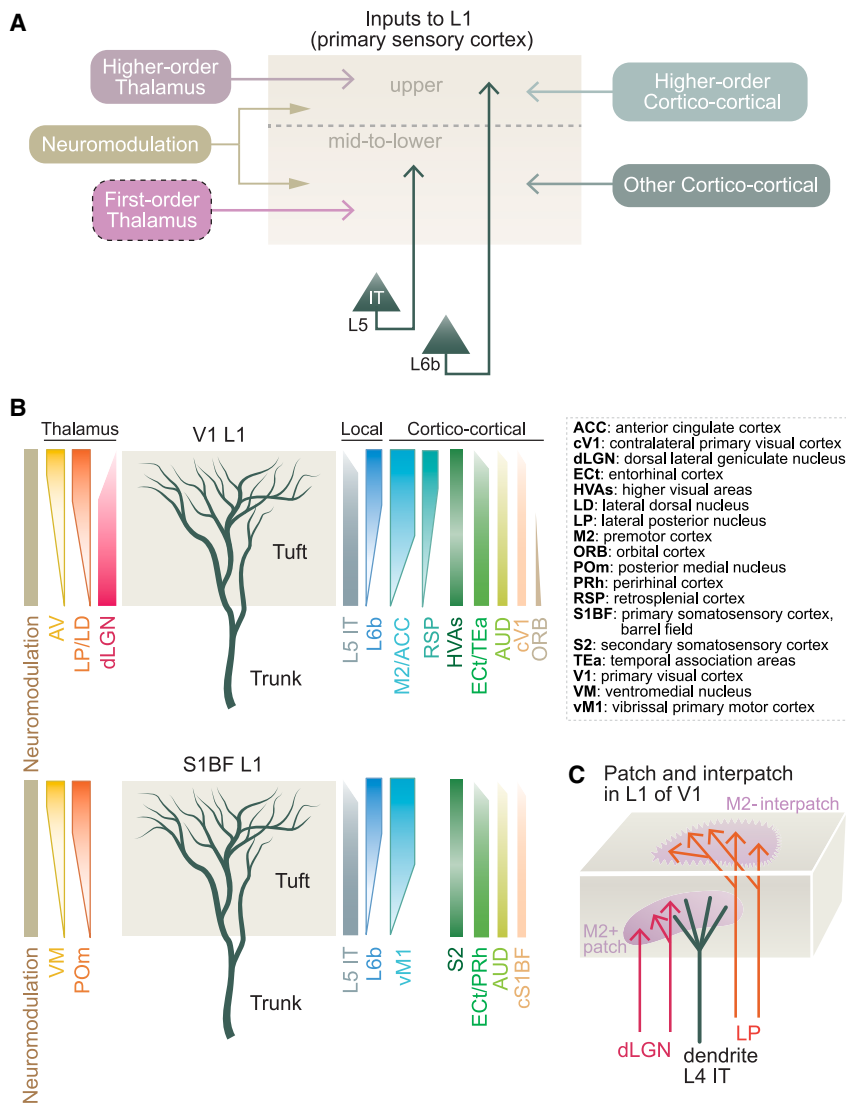 A
Inputs to L1
(primary sensory cortex)
Higher-order
Thalamus
upper
Higher-order
Cortico-cortical
Neuromodulation
mid-to-lower
First-order
Thalamus
Other Cortico-cortical
IT
L5
L6b
B
Thalamus
V1 L1
Local
Cortico-cortical
Tuft
Trunk
Neuromodulation
AV
LP/LD
dLGN
L5 IT
L6b
M2/ACC
RSP
HVAs
ECt/TEa
AUD
cV1
ORB
ACC: anterior cingulate cortex
cV1: contralateral primary visual cortex
dLGN: dorsal lateral geniculate nucleus
ECt: entorhinal cortex
HVAs: higher visual areas
LD: lateral dorsal nucleus
LP: lateral posterior nucleus
M2: premotor cortex
ORB: orbital cortex
POm: posterior medial nucleus
PRh: perirhinal cortex
RSP: retrosplenial cortex
S1BF: primary somatosensory cortex,
barrel field
S2: secondary somatosensory cortex
TEa: temporal association areas
V1: primary visual cortex
VM: ventromedial nucleus
vM1: vibrissal primary motor cortex
S1BF L1
Tuft
Trunk
Neuromodulation
VM
POm
L5 IT
L6b
vM1
S2
ECt/PRh
AUD
cS1BF
C
Patch and interpatch
in L1 of V1
M2- interpatch
M2+
patch
dLGN
dendrite
L4 IT
LP